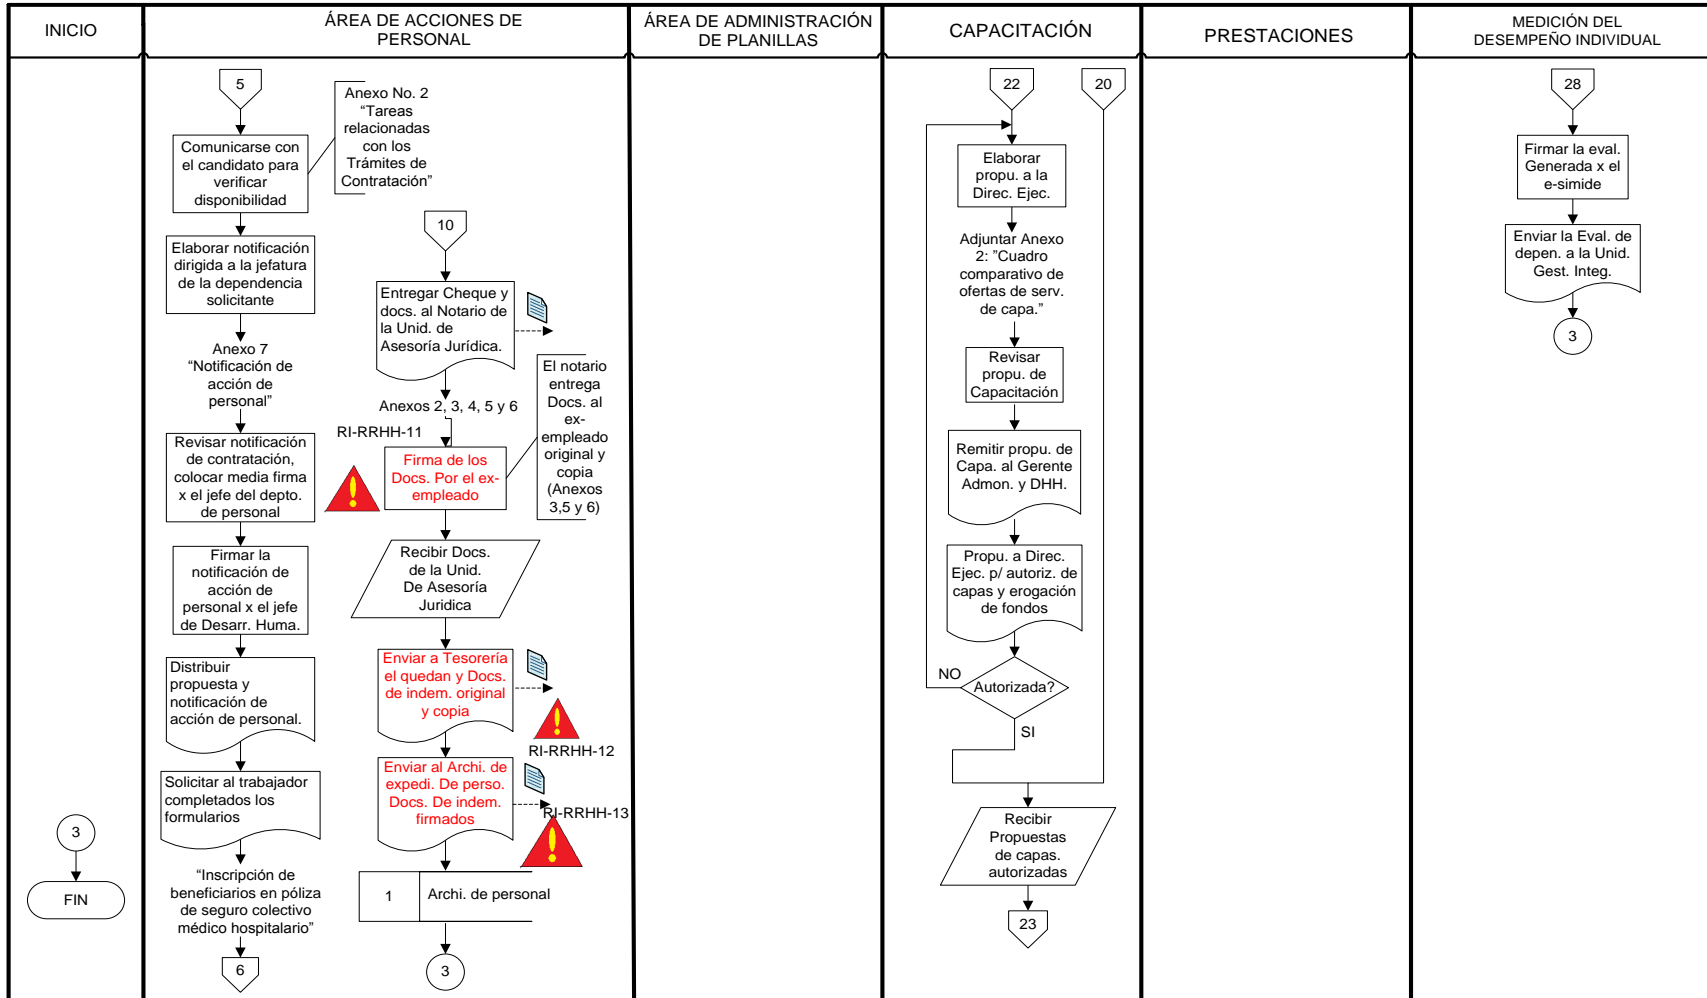 INICIO
ÁREA DE ACCIONES DE
PERSONAL
ÁREA DE ADMINISTRACIÓN
DE PLANILLAS
CAPACITACIÓN
PRESTACIONES
MEDICIÓN DEL
DESEMPEÑO INDIVIDUAL
3
FIN
5
Anexo No. 2
“Tareas
relacionadas
con los
Trámites de
Contratación”
Comunicarse con
el candidato para
verificar
disponibilidad
Elaborar notificación
dirigida a la jefatura
de la dependencia
solicitante
Anexo 7
“Notificación de
acción de
personal”
Revisar notificación
de contratación,
colocar media firma
x el jefe del depto.
de personal
Firmar la
notificación de
acción de
personal x el jefe
de Desarr. Huma.
Distribuir
propuesta y
notificación de
acción de personal.
Solicitar al trabajador
completados los
formularios
“Inscripción de
beneficiarios en póliza
de seguro colectivo
médico hospitalario”
6
10
Entregar Cheque y
docs. al Notario de
la Unid. de
Asesoría Jurídica.
Anexos 2, 3, 4, 5 y 6
RI-RRHH-11
Firma de los
Docs. Por el ex-
empleado
El notario
entrega
Docs. al
ex-
empleado
original y
copia
(Anexos
3,5 y 6)
Recibir Docs.
de la Unid.
De Asesoría
Juridica
Enviar a Tesorería
el quedan y Docs.
de indem. original
y copia
RI-RRHH-12
Enviar al Archi. de
expedi. De perso.
Docs. De indem.
firmados
RI-RRHH-13
1
Archi. de personal
3
22
20
Elaborar
propu. a la
Direc. Ejec.
Adjuntar Anexo
2: ”Cuadro
comparativo de
ofertas de serv.
de capa.”
Revisar
propu. de
Capacitación
Remitir propu. de
Capa. al Gerente
Admon. y DHH.
Propu. a Direc.
Ejec. p/ autoriz. de
capas y erogación
de fondos
NO
Autorizada?
SI
Recibir
Propuestas
de capas.
autorizadas
23
28
Firmar la eval.
Generada x el
e-simide
Enviar la Eval. de
depen. a la Unid.
Gest. Integ.
3